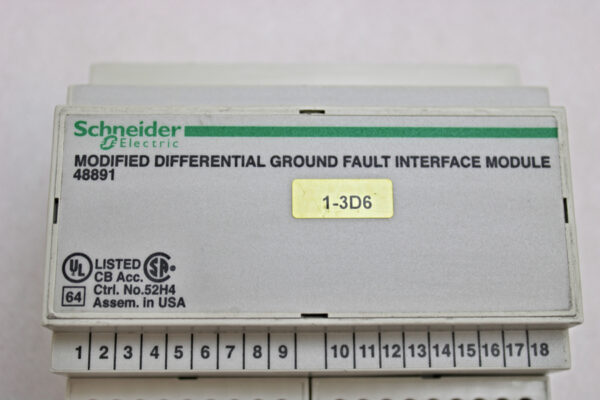 Schneider
Electric
MODIFIED DIFFERENTIAL GROUND FAULT INTERFACE MODULE
48891
1-3D6
UL LISTED SA
CB Acc.
64 Ctrl. No.52H4
Assem. in USA
1 2 3 4 5 6 7 8 9 10 11 12 13 14 15 16 17 18